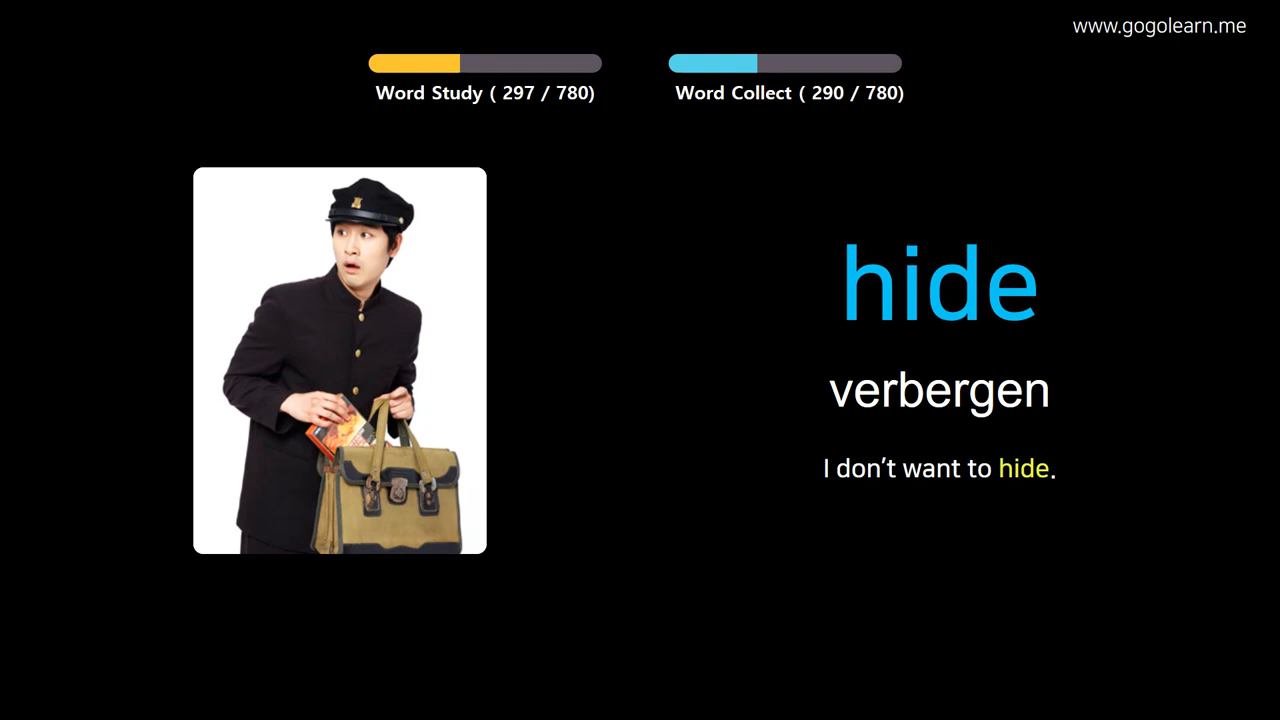 www.gogolearn.me
Word Study ( 297 / 780)
Word Collect ( 290 / 780)
hide
verbergen
I don't want to hide.